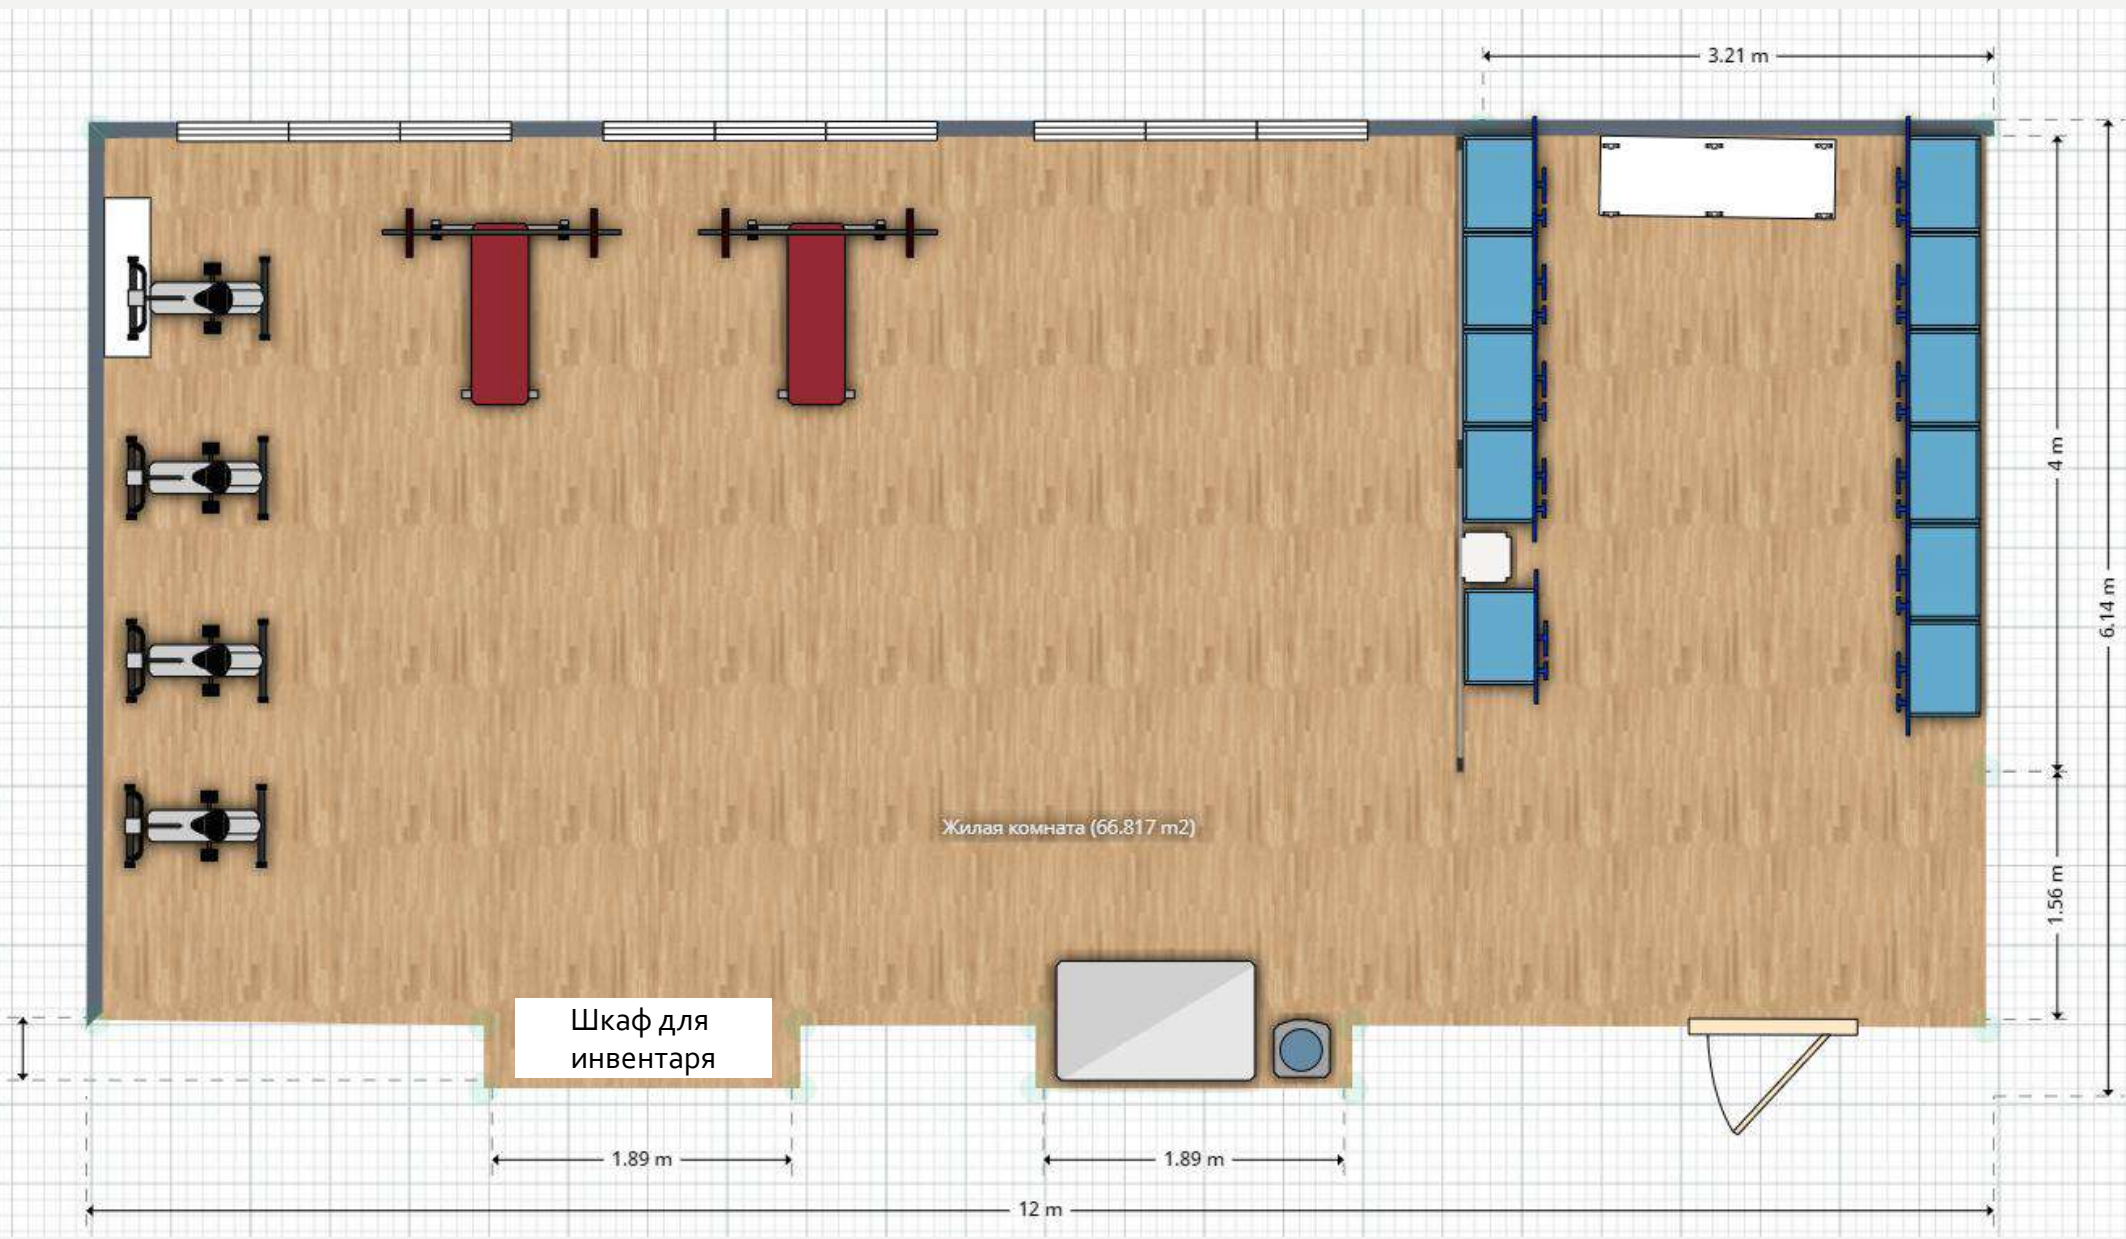 3.21 m
4 m
6.14 m
Жилая комната (66.817 m2)
1.56 m
Шкаф для
инвентаря
1.89 m
1.89 m
12 m